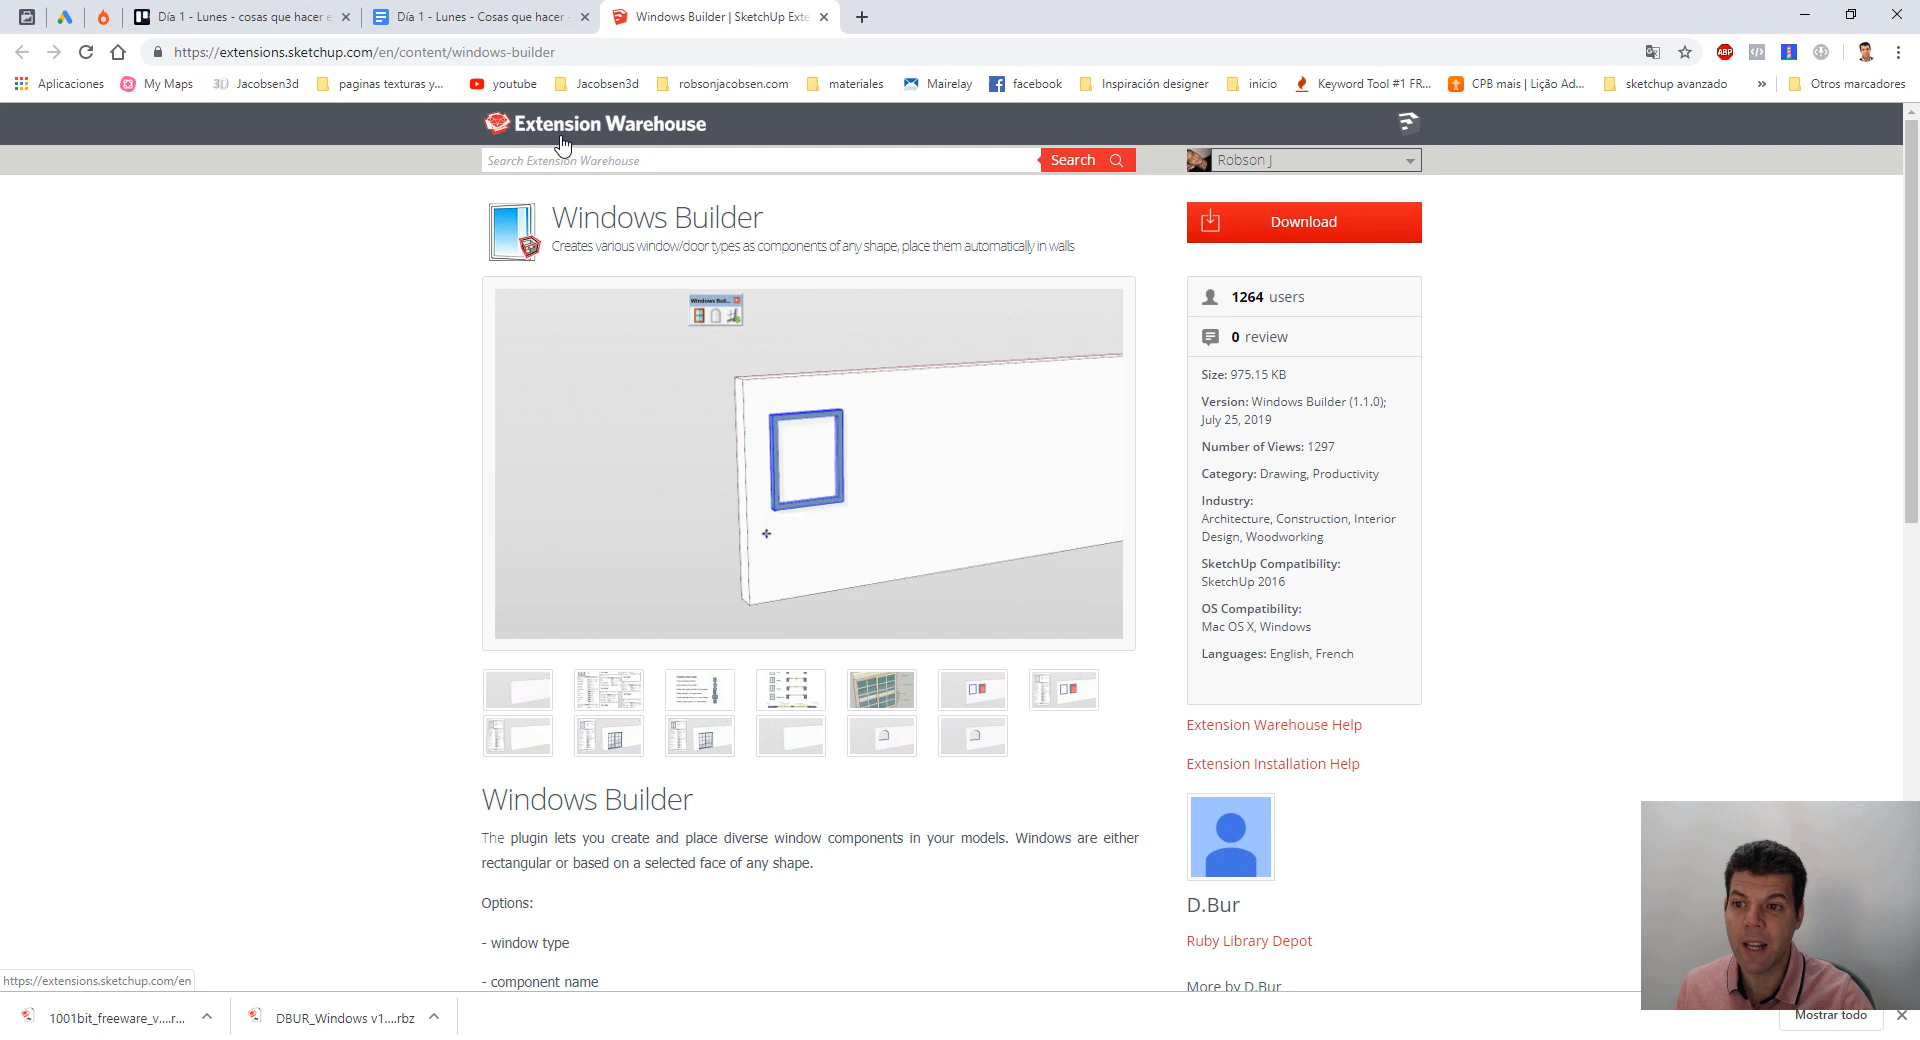 Día 1 - Lunes - cosas que hacer e
Día 1 - Lunes - Cosas que hacer -
Windows Builder | SketchUp Exte
https://extensions.sketchup.com/en/content/windows-builder
ABP
Aplicaciones
My Maps
3D Jacobsen3d
paginas texturas y...
youtube
Jacobsen3d
robsonjacobsen.com
materiales
Mairelay
facebook
Inspiración designer
inicio
Keyword Tool #1 FR...
CPB mais | Lição Ad...
sketchup avanzado
»
Otros marcadores
Extension Warehouse
Search Extension Warehouse
Search
Robson J
Windows Builder
Creates various window/door types as components of any shape, place them automatically in walls
Download
Windows Buil...
1264 users
0 review
Size: 975.15 KB
Version: Windows Builder (1.1.0);
July 25, 2019
Number of Views: 1297
Category: Drawing, Productivity
Industry:
Architecture, Construction, Interior
Design, Woodworking
SketchUp Compatibility:
SketchUp 2016
OS Compatibility:
Mac OS X, Windows
Languages: English, French
Extension Warehouse Help
Extension Installation Help
Windows Builder
The plugin lets you create and place diverse window components in your models. Windows are either
rectangular or based on a selected face of any shape.
Options:
- window type
- component name
D.Bur
Ruby Library Depot
More by D.Bur
https://extensions.sketchup.com/en
1001bit_freeware_v....r...
DBUR_Windows v1....rbz
Mostrar todo